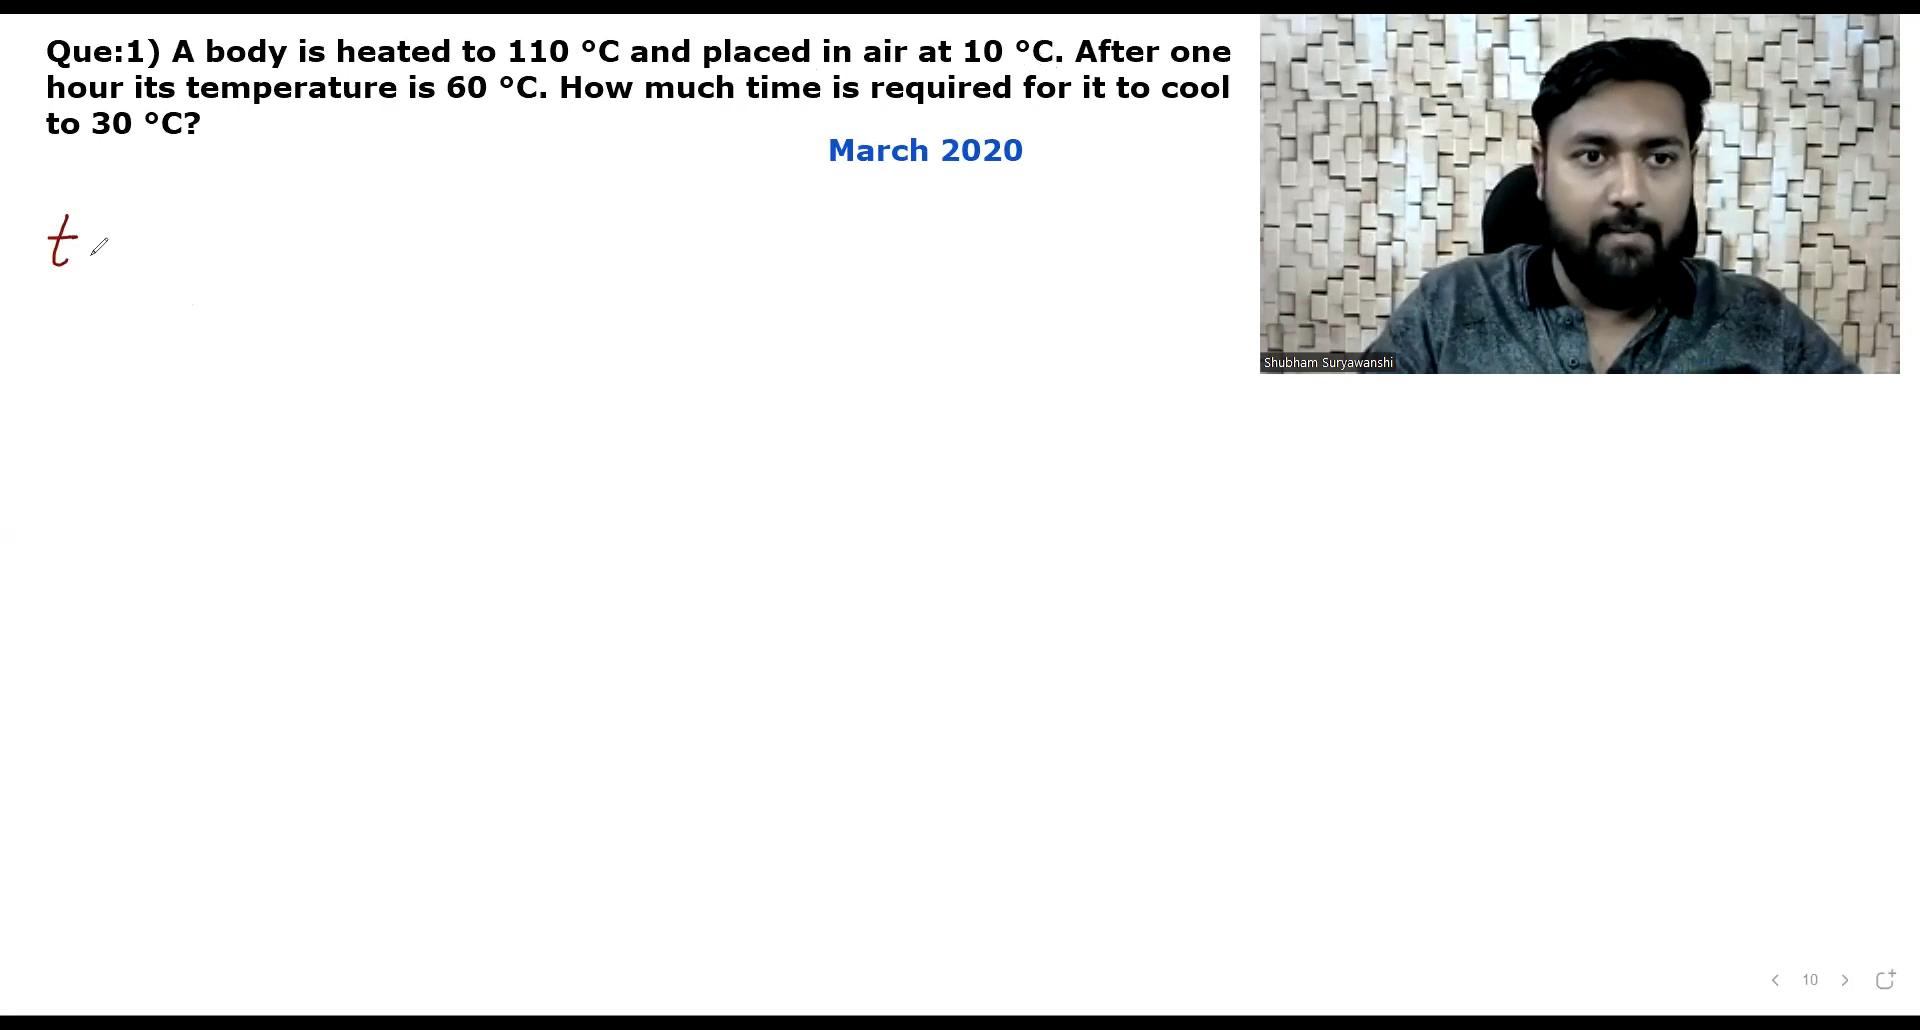 Que:1) A body is heated to 110 °C and placed in air at 10 °C. After one
hour its temperature is 60 °C. How much time is required for it to cool
to 30 °C?
March 2020
t
Shubham Suryawanshi
10